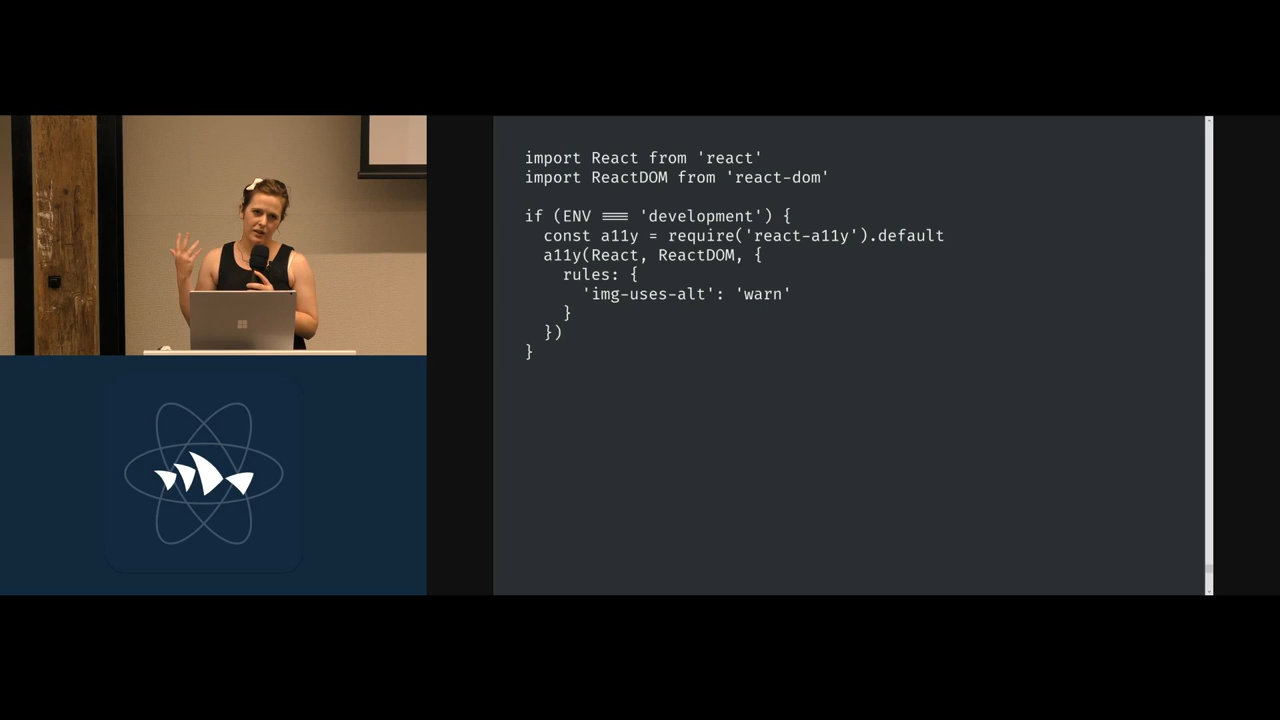 import React from 'react'
import ReactDOM from 'react-dom'
if (ENV === 'development') {
const a11y = require('react-a11y').default
a11y(React, ReactDOM, {
rules: {
'img-uses-alt': 'warn'
}
})
}